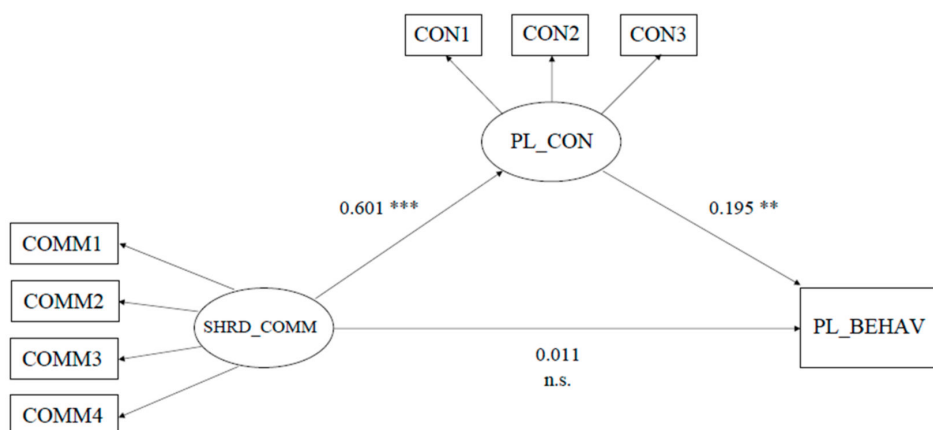 CON1
CON2
CON3
PL_CON
0.601 ***
0.195 **
COMM1
COMM2
COMM3
COMM4
SHRD_COMM
PL_BEHAV
0.011
n.s.